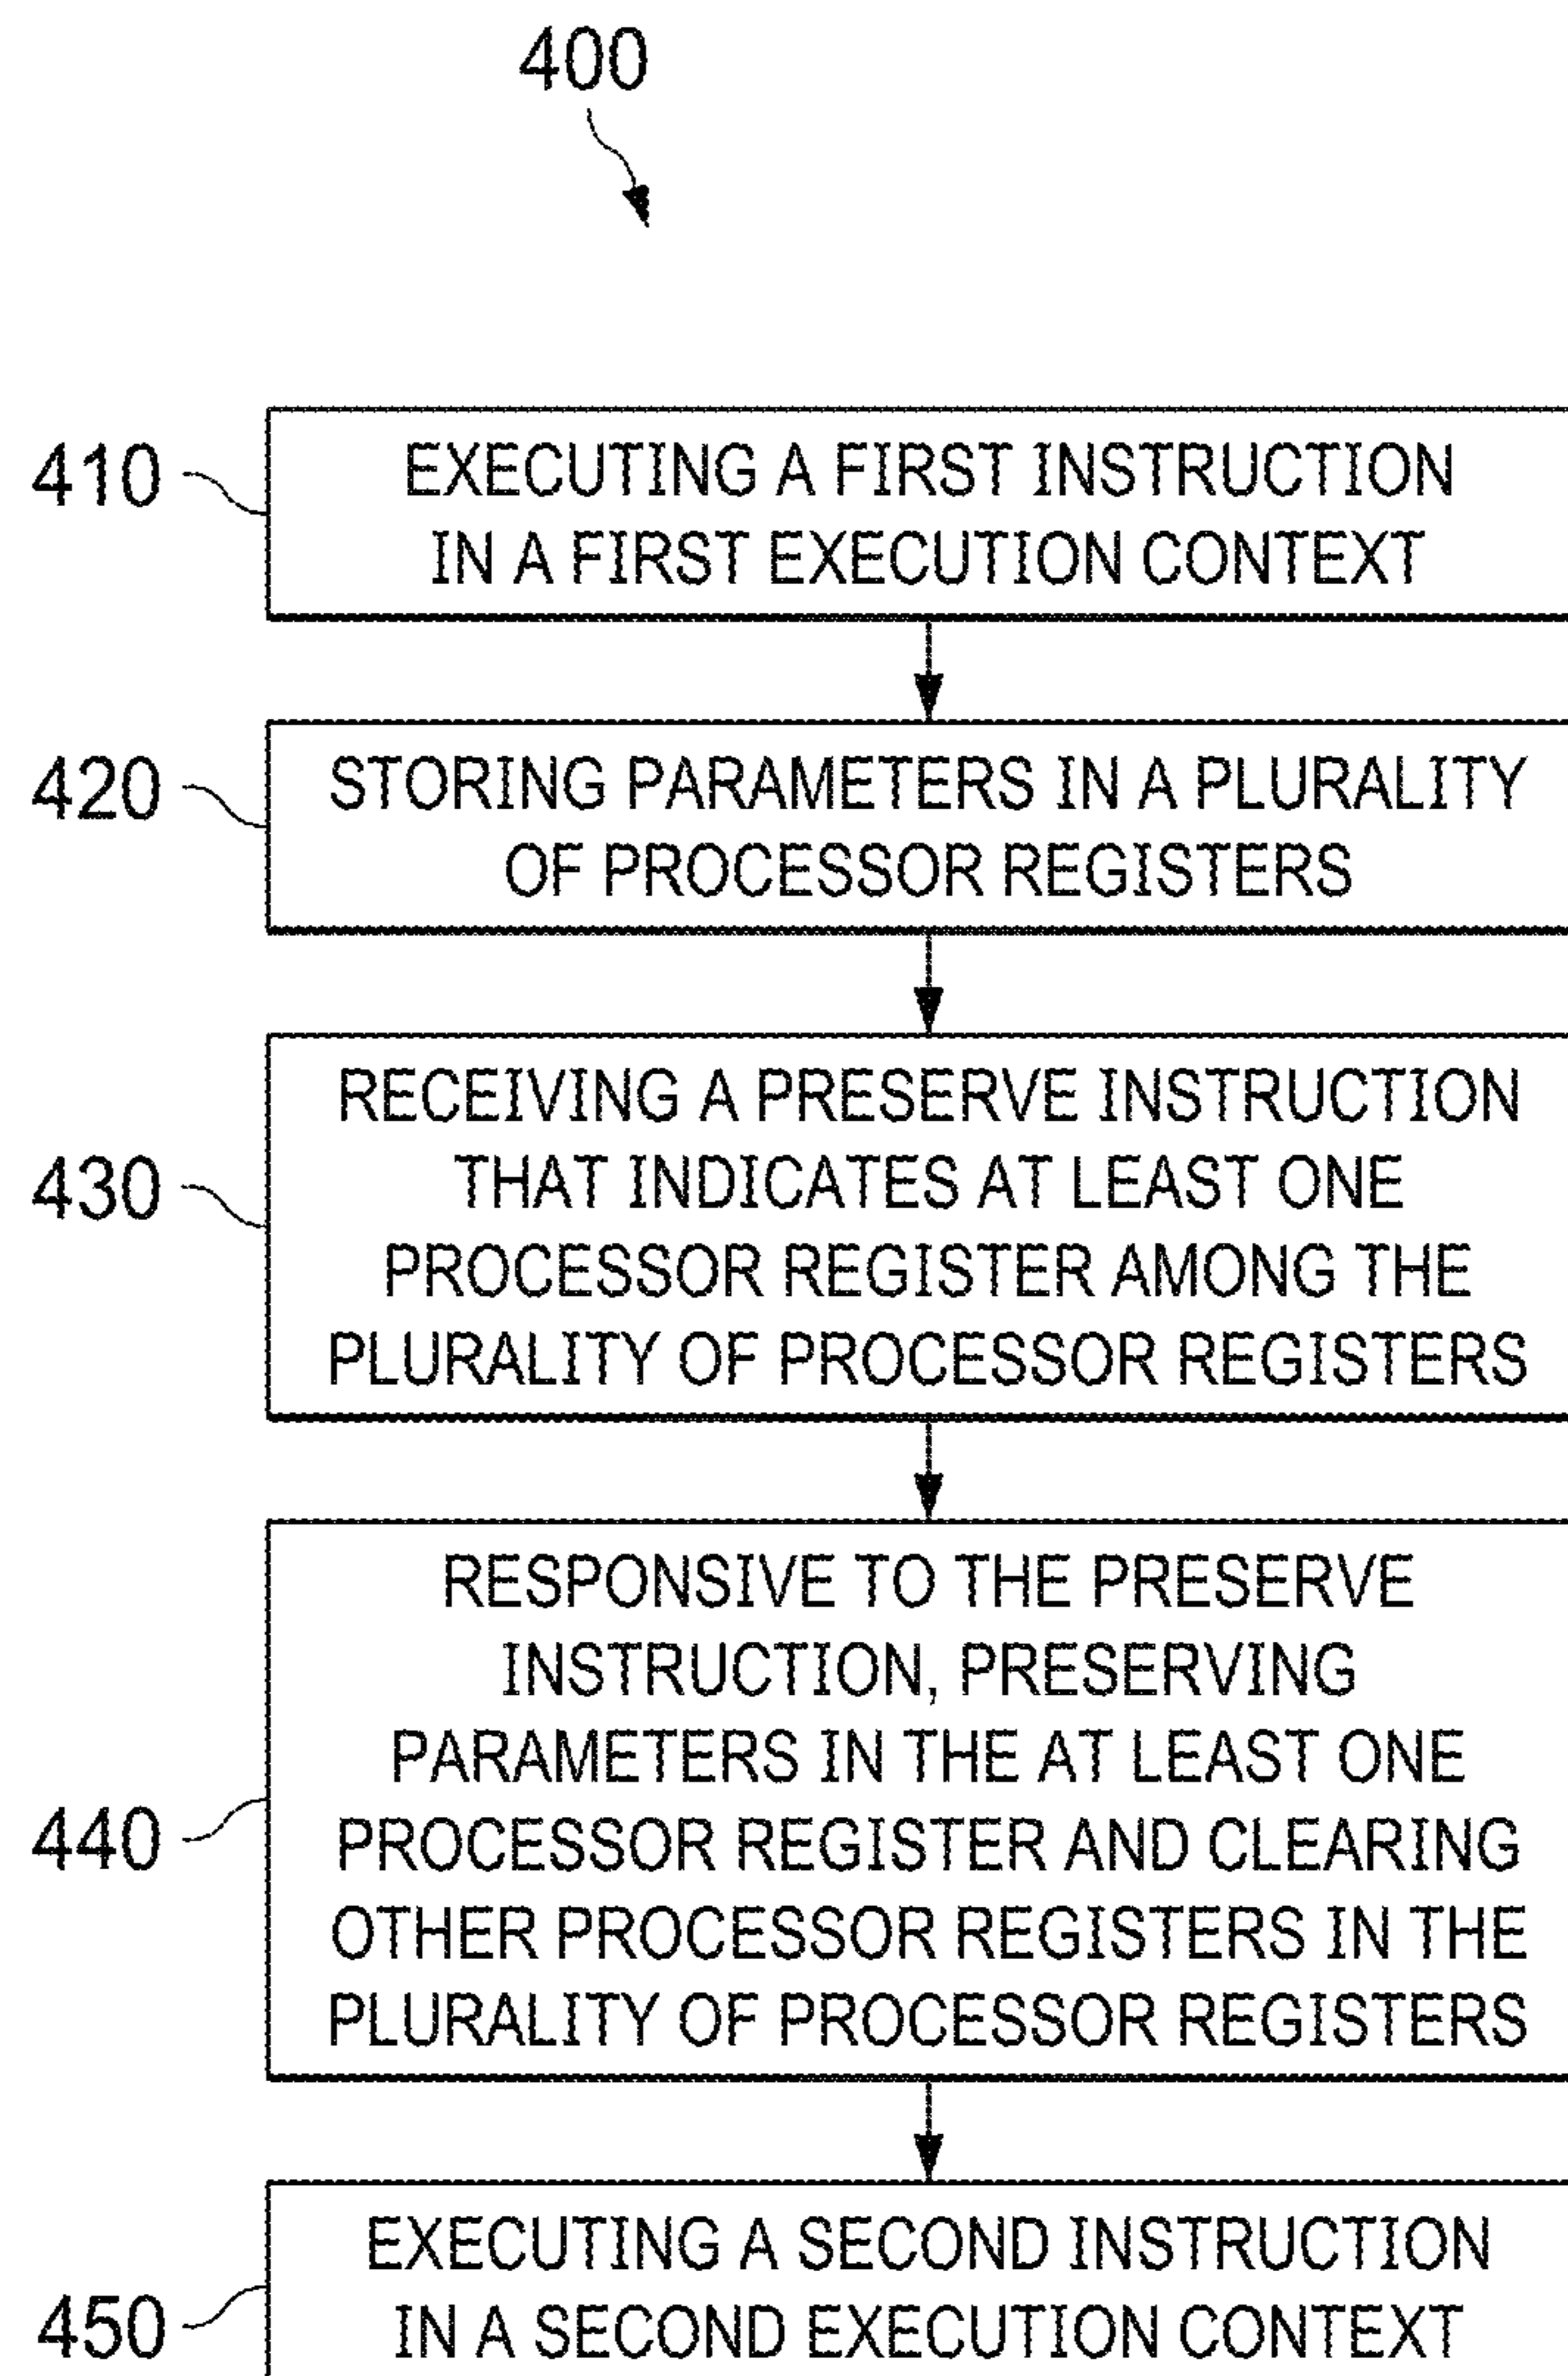 400
410
EXECUTING A FIRST INSTRUCTION
IN A FIRST EXECUTION CONTEXT
420
STORING PARAMETERS IN A PLURALITY
OF PROCESSOR REGISTERS
430
RECEIVING A PRESERVE INSTRUCTION
THAT INDICATES AT LEAST ONE
PROCESSOR REGISTER AMONG THE
PLURALITY OF PROCESSOR REGISTERS
440
RESPONSIVE TO THE PRESERVE
INSTRUCTION, PRESERVING
PARAMETERS IN THE AT LEAST ONE
PROCESSOR REGISTER AND CLEARING
OTHER PROCESSOR REGISTERS IN THE
PLURALITY OF PROCESSOR REGISTERS
450
EXECUTING A SECOND INSTRUCTION
IN A SECOND EXECUTION CONTEXT